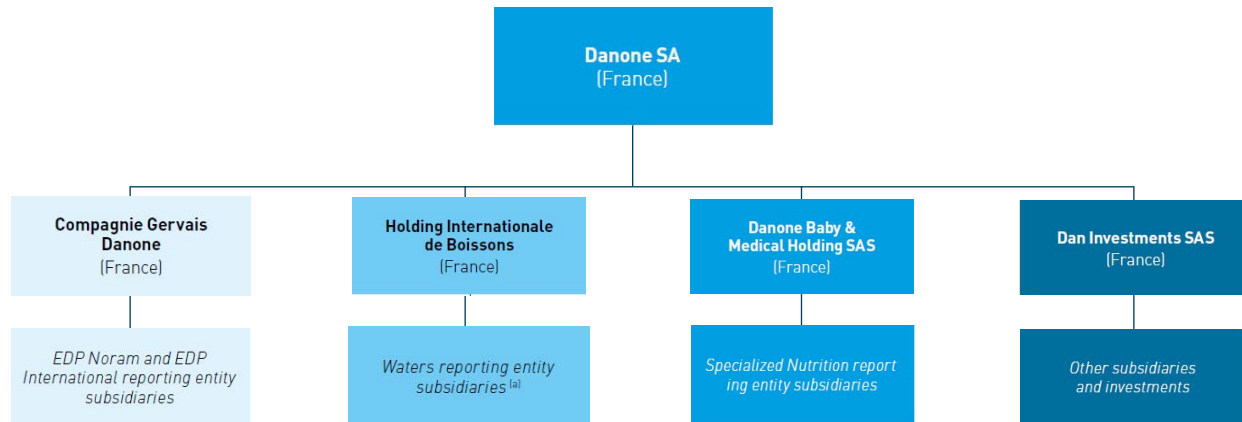 Danone SA
(France)
Compagnie Gervais
Danone
(France)
Holding Internationale
de Boissons
(France)
Danone Baby &
Medical Holding SAS
(France)
Dan Investments SAS
(France)
EDP Noram and EDP
International reporting entity
subsidiaries
Waters reporting entity
subsidiaries (a)
Specialized Nutrition report
ing entity subsidiaries
Other subsidiaries
and investments